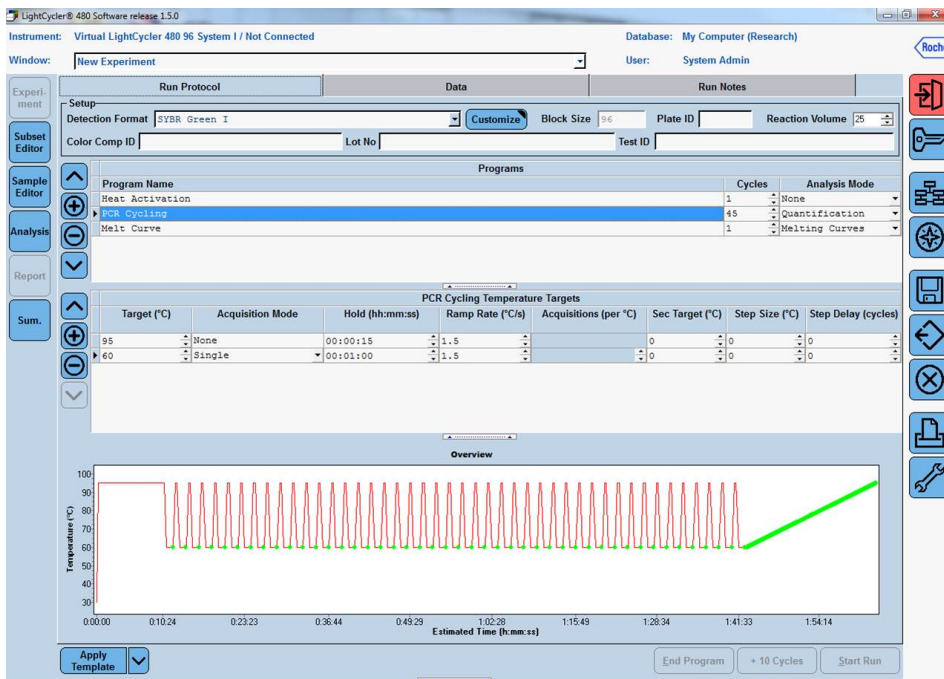 LightCycler® 480 Software release 1.5.0
Instrument: Virtual LightCycler 480 96 System I / Not Connected Database: My Computer (Research)
Window: New Experiment User: System Admin
Roche
Experi-
ment
Subset
Editor
Sample
Editor
Analysis
Report
Sum.
Run Protocol Data Run Notes
Setup
Detection Format SYBR Green I Customize Block Size 96 Plate ID Reaction Volume 25
Color Comp ID Lot No Test ID
Programs
Program Name Cycles Analysis Mode
Heat Activation 1 None
PCR Cycling 45 Quantification
Melt Curve 1 Melting Curves
PCR Cycling Temperature Targets
Target (°C) Acquisition Mode Hold (hh:mm:ss) Ramp Rate (°C/s) Acquisitions (per °C) Sec Target (°C) Step Size (°C) Step Delay (cycles)
95 None 00:00:15 1.5 0 0 0
60 Single 00:01:00 1.5 0 0 0
Overview
Temperature (°C)
100
90
80
70
60
50
40
30
0:00:00 0:10:24 0:23:23 0:36:44 0:49:29 1:02:28 1:15:49 1:28:34 1:41:33 1:54:14
Estimated Time (h:mm:ss)
Apply
Template
End Program + 10 Cycles Start Run